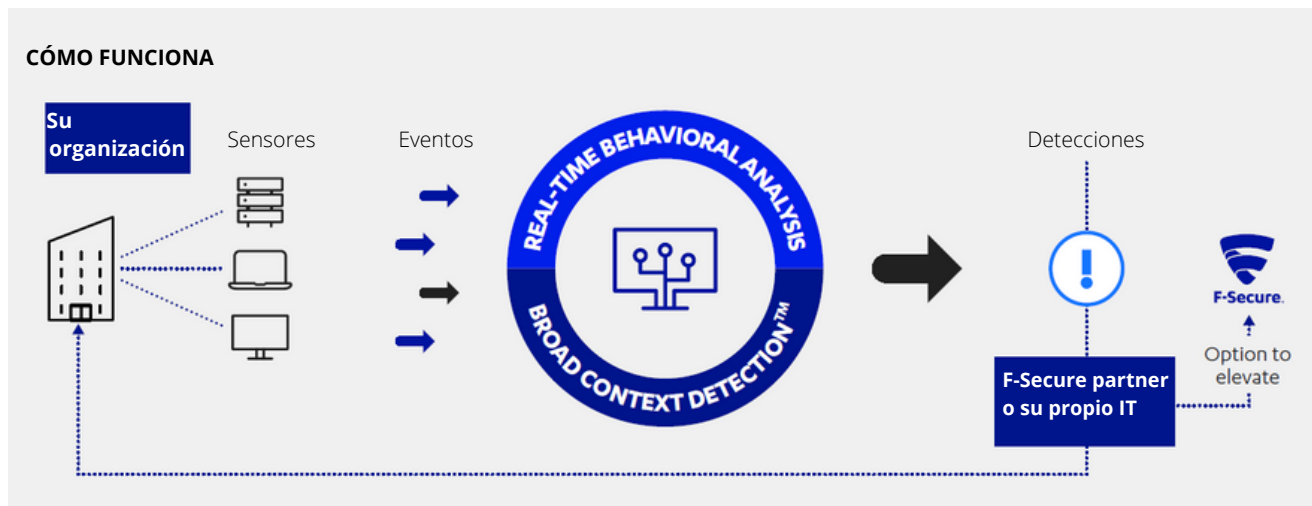 CÓMO FUNCIONA
Su
organización
Sensores
Eventos
REAL-TIME BEHAVIORAL ANALYSIS
BROAD CONTEXT DETECTION™
Detecciones
F-Secure.
Option to
elevate
F-Secure partner
o su propio IT